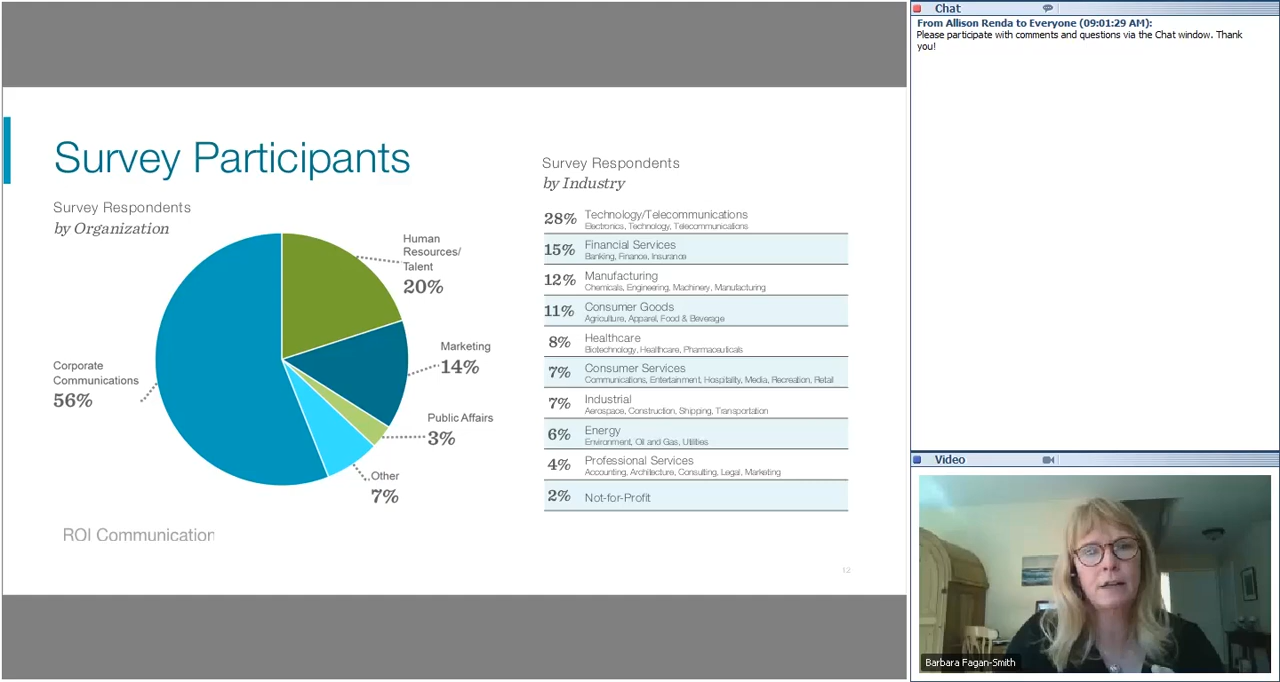 Survey Participants
Survey Respondents
by Organization
Human
Resources/
Talent
20%
Marketing
14%
Public Affairs
3%
Other
7%
Corporate
Communications
56%
Survey Respondents
by Industry
28% Technology/Telecommunications
Electronics, Technology, Telecommunications
15% Financial Services
Banking, Finance, Insurance
12% Manufacturing
Chemicals, Engineering, Machinery, Manufacturing
11% Consumer Goods
Agriculture, Apparel, Food & Beverage
8% Healthcare
Biotechnology, Healthcare, Pharmaceuticals
7% Consumer Services
Communications, Entertainment, Hospitality, Media, Recreation, Retail
7% Industrial
Aerospace, Construction, Shipping, Transportation
6% Energy
Environment, Oil and Gas, Utilities
4% Professional Services
Accounting, Architecture, Consulting, Legal, Marketing
2% Not-for-Profit
ROI Communication
12
Chat
From Allison Renda to Everyone (09:01:29 AM):
Please participate with comments and questions via the Chat window. Thank
you!
Video
Barbara Fagan-Smith